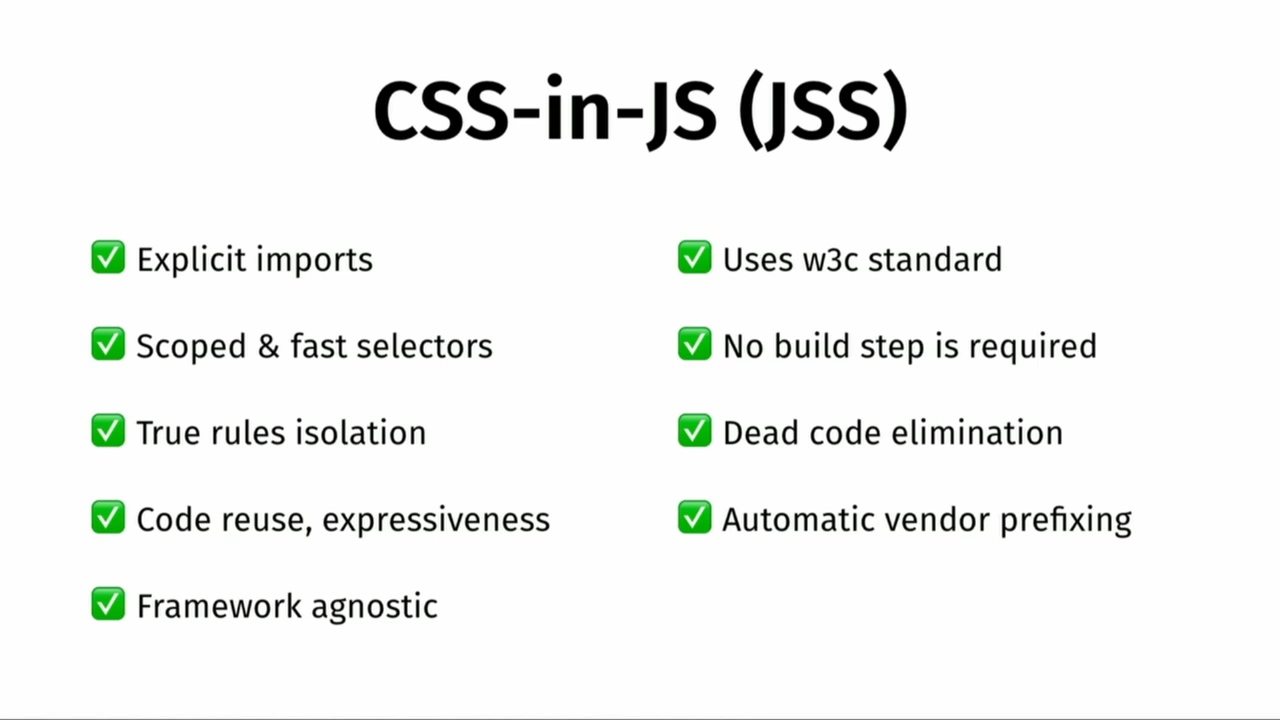 CSS-in-JS (JSS)
✅ Explicit imports
✅ Scoped & fast selectors
✅ True rules isolation
✅ Code reuse, expressiveness
✅ Framework agnostic
✅ Uses w3c standard
✅ No build step is required
✅ Dead code elimination
✅ Automatic vendor prefixing